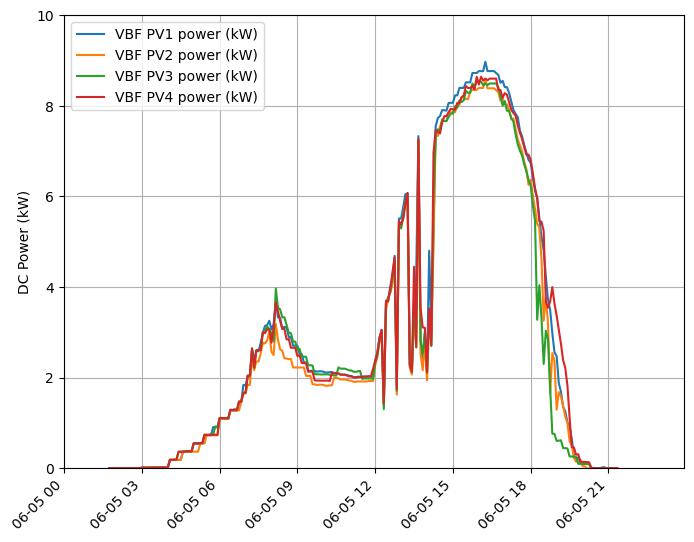 VBF PV1 power (kW)
VBF PV2 power (kW)
VBF PV3 power (kW)
VBF PV4 power (kW)
DC Power (kW)
10
8
6
4
2
0
06-05 00
06-05 03
06-05 06
06-05 09
06-05 12
06-05 15
06-05 18
06-05 21